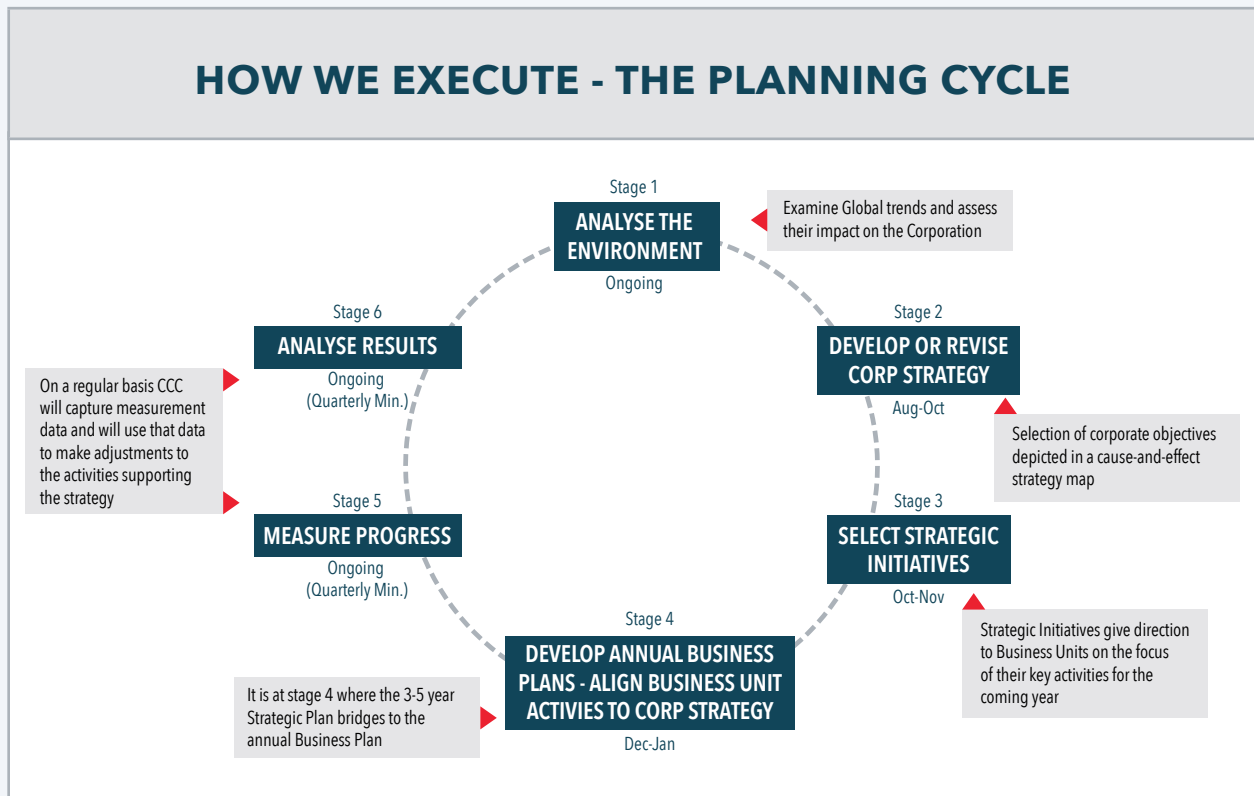 HOW WE EXECUTE - THE PLANNING CYCLE
Stage 1
ANALYSE THE
ENVIRONMENT
Ongoing
Examine Global trends and assess
their impact on the Corporation
Stage 2
DEVELOP OR REVISE
CORP STRATEGY
Aug-Oct
Selection of corporate objectives
depicted in a cause-and-effect
strategy map
Stage 3
SELECT STRATEGIC
INITIATIVES
Oct-Nov
Strategic Initiatives give direction
to Business Units on the focus
of their key activities for the
coming year
Stage 4
DEVELOP ANNUAL BUSINESS
PLANS - ALIGN BUSINESS UNIT
ACTIVIES TO CORP STRATEGY
Dec-Jan
It is at stage 4 where the 3-5 year
Strategic Plan bridges to the
annual Business Plan
Stage 5
MEASURE PROGRESS
Ongoing
(Quarterly Min.)
Stage 6
ANALYSE RESULTS
Ongoing
(Quarterly Min.)
On a regular basis CCC
will capture measurement
data and will use that data
to make adjustments to
the activities supporting
the strategy